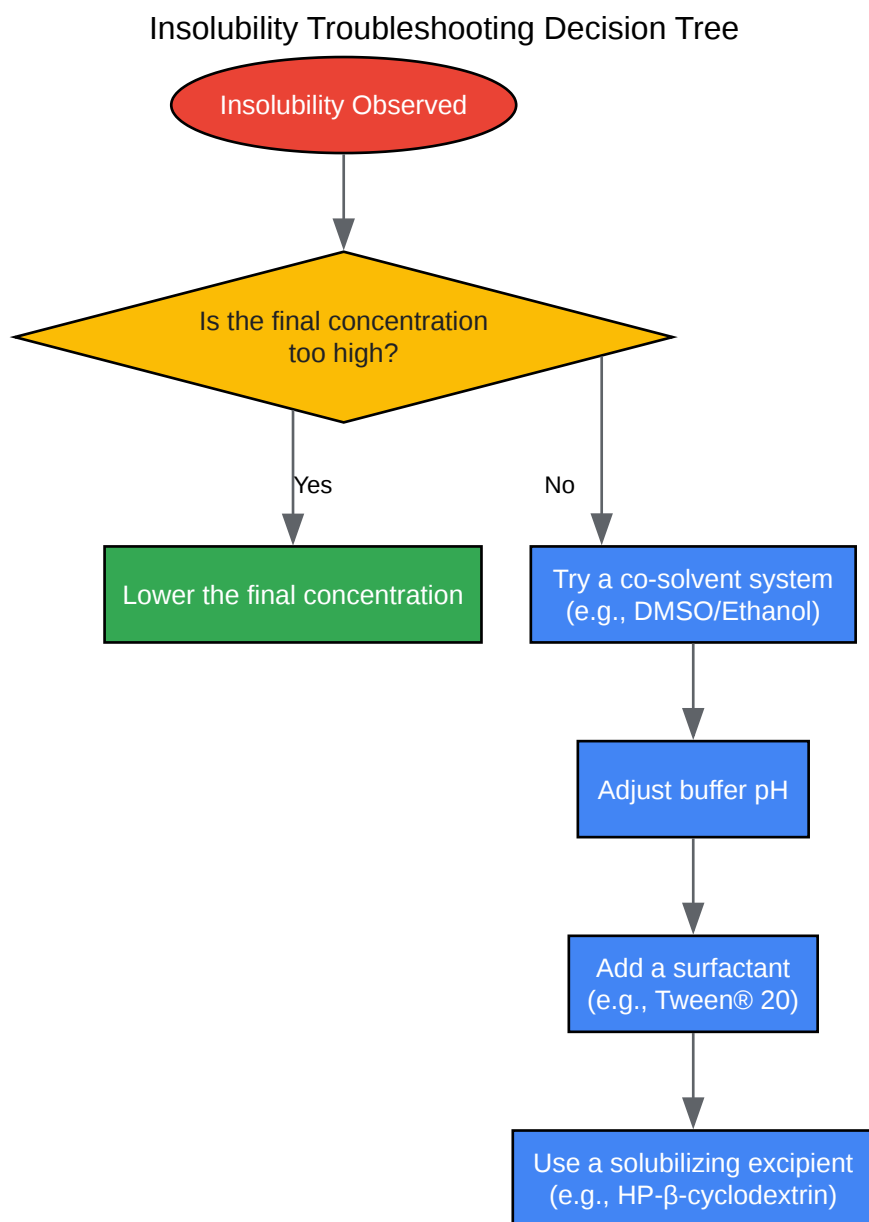 Insolubility Troubleshooting Decision Tree
Insolubility Observed
Is the final concentration
too high?
Yes
No
Lower the final concentration
Try a co-solvent system
(e.g., DMSO/Ethanol)
Adjust buffer pH
Add a surfactant
(e.g., Tween® 20)
Use a solubilizing excipient
(e.g., HP-β-cyclodextrin)